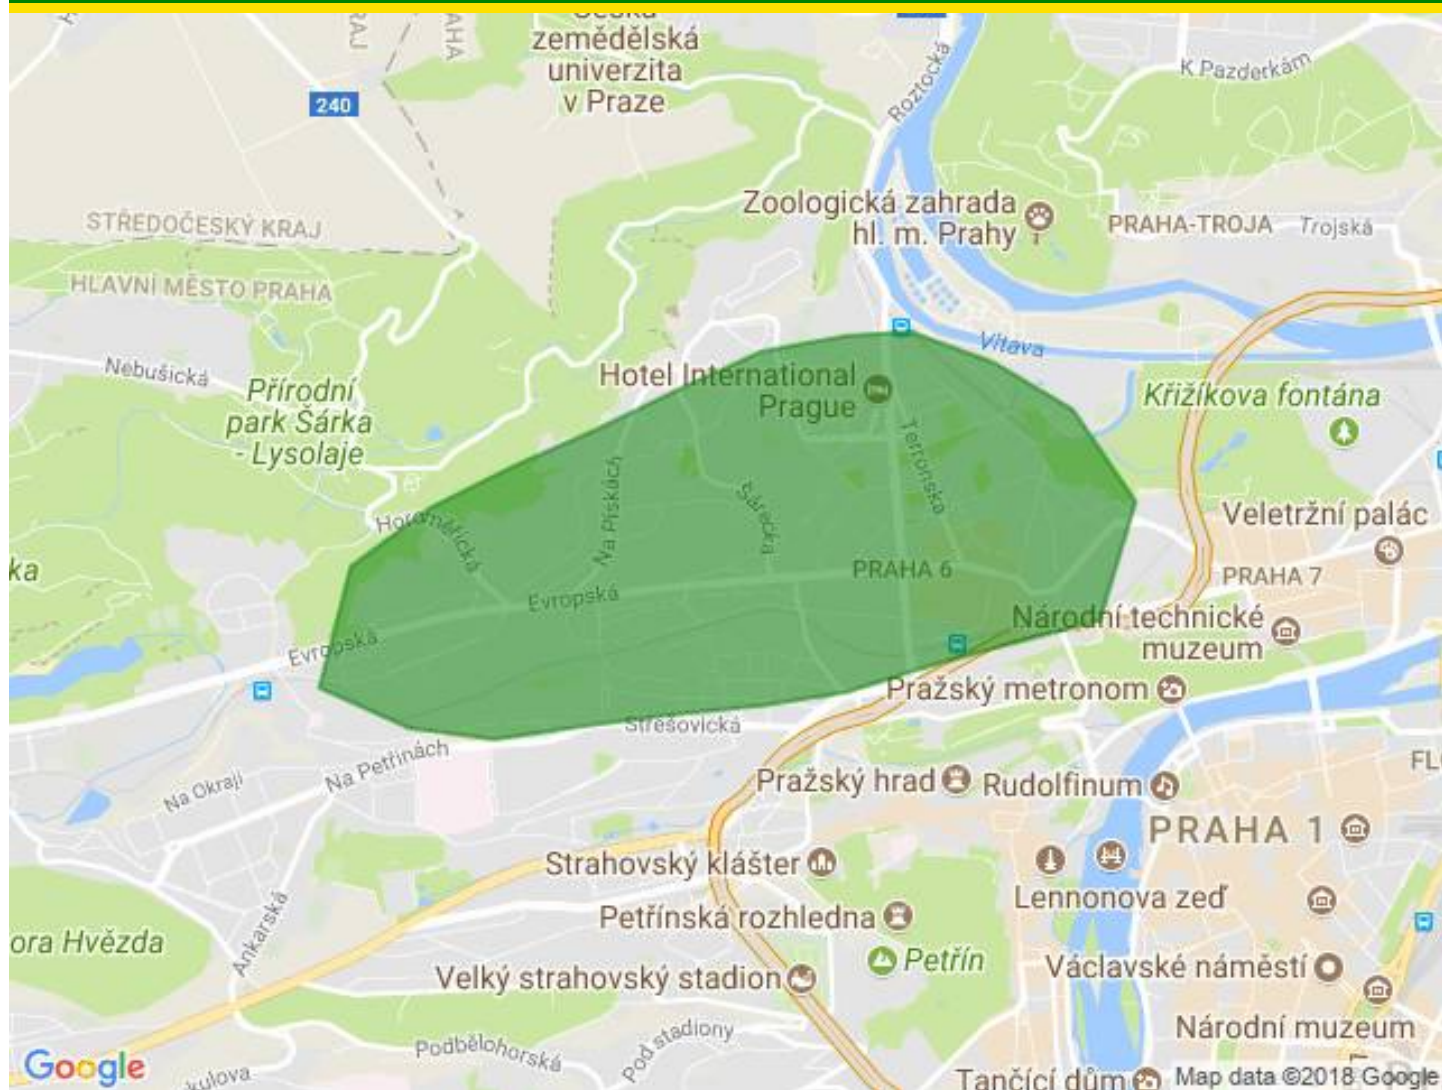 zemědělská
univerzita
v Praze
K Pazderkám
Roztocká
240
Zoologická zahrada
hl. m. Prahy
PRAHA-TROJA
Trojská
STŘEDOČESKÝ KRAJ
HLAVNÍ MĚSTO PRAHA
Vltava
Nebušická
Přírodní
park Šárka
- Lysolaje
Hotel International
Prague
Křižíkova fontána
Terronská
Na Pískách
Šárecká
Horoměřická
Veletržní palác
PRAHA 6
PRAHA 7
Evropská
Národní technické
muzeum
Evropská
Pražský metronom
Střešovická
Na Petřinách
Na Okraji
Pražský hrad
Rudolfinum
PRAHA 1
Strahovský klášter
Lennonova zeď
Petřínská rozhledna
Ankarská
ora Hvězda
Petřín
Václavské náměstí
Velký strahovský stadion
Národní muzeum
Podbělohorská
Pod stadiony
Google
kulova
Tančící dům
Map data ©2018 Google